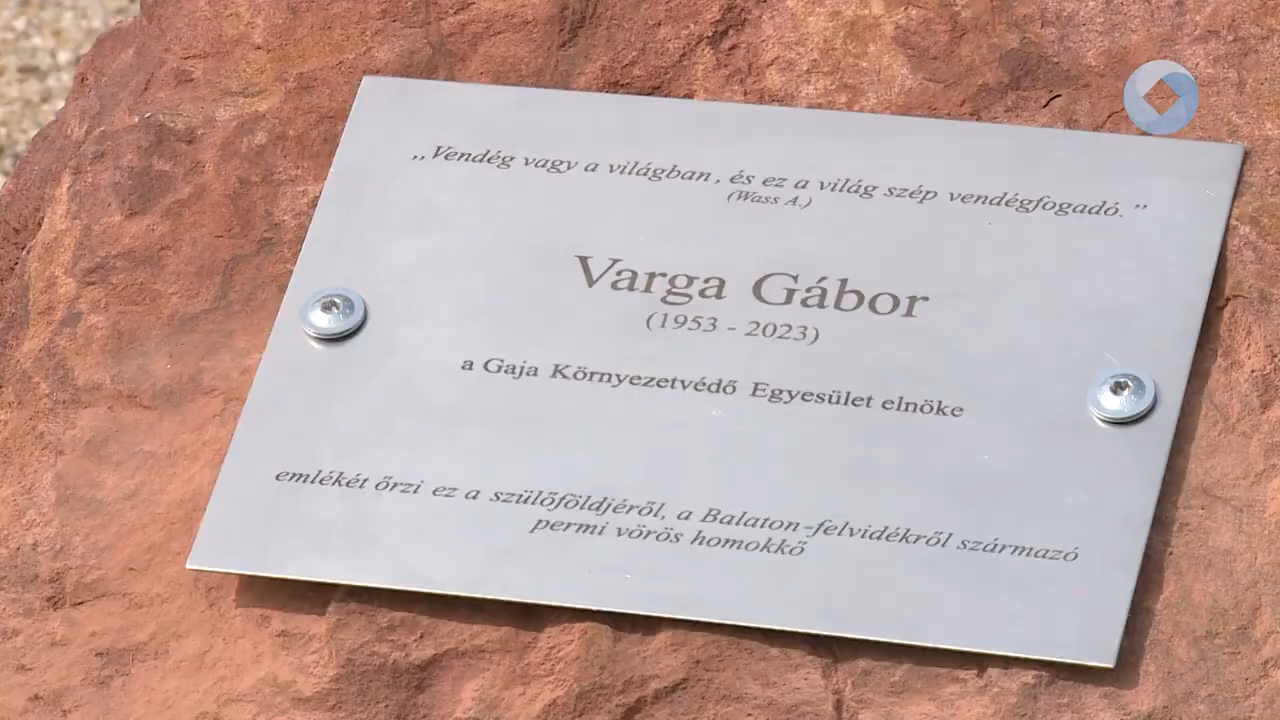 „Vendég vagy a világban, és ez a világ szép vendégfogadó.”
(Wass A.)
Varga Gábor
(1953 - 2023)
a Gaja Környezetvédő Egyesület elnöke
emlékét őrzi ez a szülőföldjéről, a Balaton-felvidékről származó
permi vörös homokkő